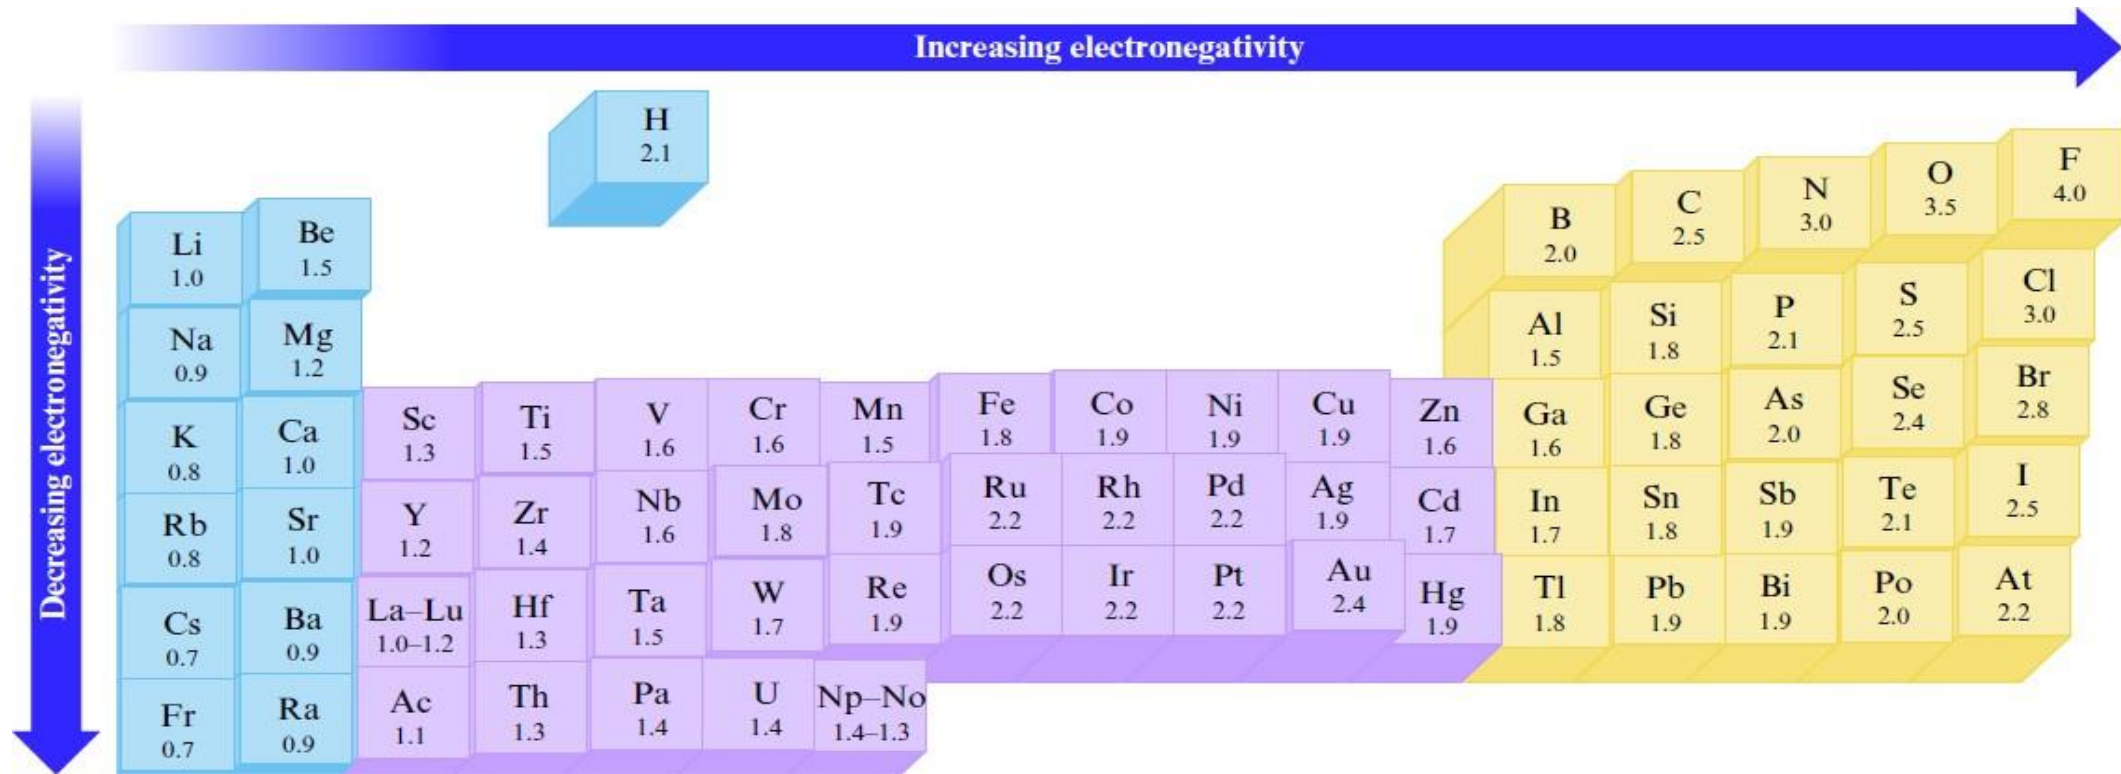 Increasing electronegativity
Decreasing electronegativity
H
2.1
Li
1.0
Be
1.5
B
2.0
C
2.5
N
3.0
O
3.5
F
4.0
Na
0.9
Mg
1.2
Al
1.5
Si
1.8
P
2.1
S
2.5
Cl
3.0
K
0.8
Ca
1.0
Sc
1.3
Ti
1.5
V
1.6
Cr
1.6
Mn
1.5
Fe
1.8
Co
1.9
Ni
1.9
Cu
1.9
Zn
1.6
Ga
1.6
Ge
1.8
As
2.0
Se
2.4
Br
2.8
Rb
0.8
Sr
1.0
Y
1.2
Zr
1.4
Nb
1.6
Mo
1.8
Tc
1.9
Ru
2.2
Rh
2.2
Pd
2.2
Ag
1.9
Cd
1.7
In
1.7
Sn
1.8
Sb
1.9
Te
2.1
I
2.5
Cs
0.7
Ba
0.9
La–Lu
1.0–1.2
Hf
1.3
Ta
1.5
W
1.7
Re
1.9
Os
2.2
Ir
2.2
Pt
2.2
Au
2.4
Hg
1.9
Tl
1.8
Pb
1.9
Bi
1.9
Po
2.0
At
2.2
Fr
0.7
Ra
0.9
Ac
1.1
Th
1.3
Pa
1.4
U
1.4
Np–No
1.4–1.3